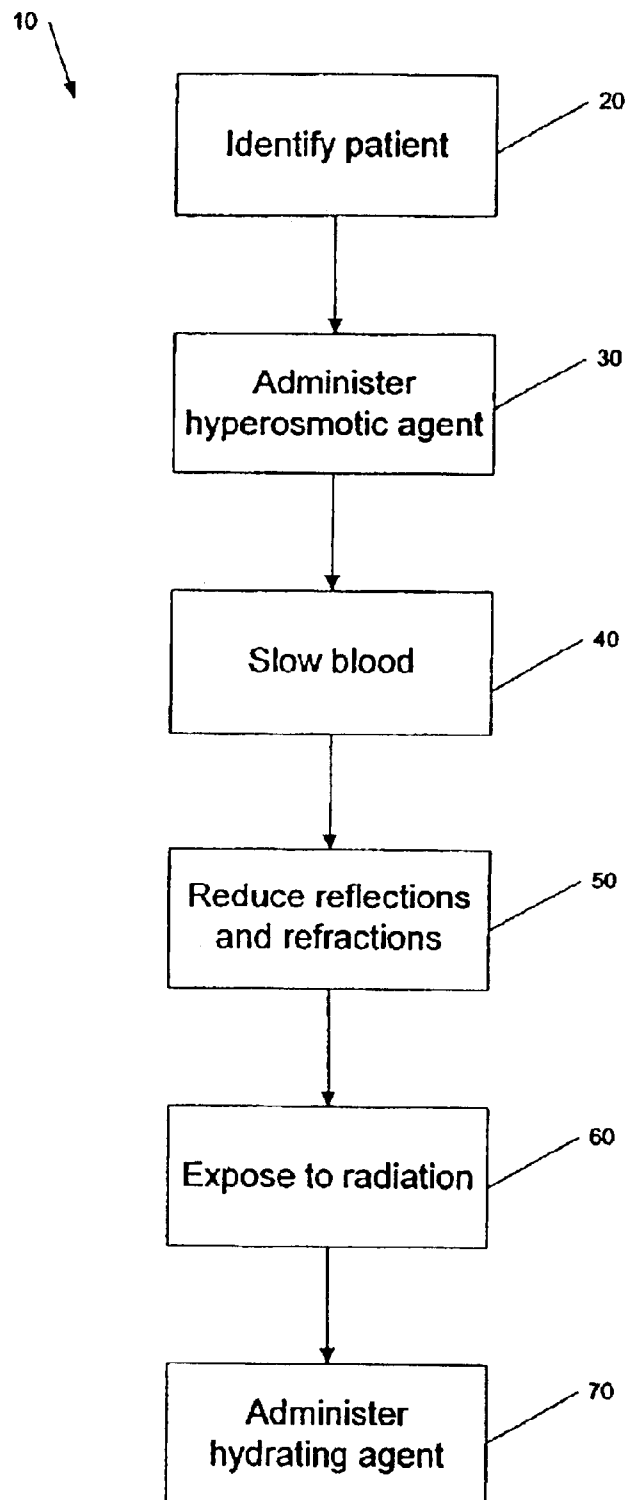 10
Identify patient
20
Administer
hyperosmotic agent
30
Slow blood
40
Reduce reflections
and refractions
50
Expose to radiation
60
Administer
hydrating agent
70